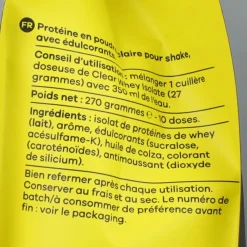 FR Protéine en poudre claire pour shake,
avec édulcorants.
Conseil d'utilisation: mélanger 1 cuillère
doseuse de Clear Whey Isolate (27
grammes) avec 350 ml de l'eau.
Poids net: 270 grammes - 10 doses.
Ingrédients: isolat de protéines de whey
(lait), arôme, édulcorants (sucralose,
acésulfame-K), huile de colza, colorant
(caroténoïdes), antimoussant (dioxyde
de silicium).
Bien refermer après chaque utilisation.
Conserver au frais et au sec. Le numéro de
batch/à consommer de préférence avant
fin: voir le packaging.